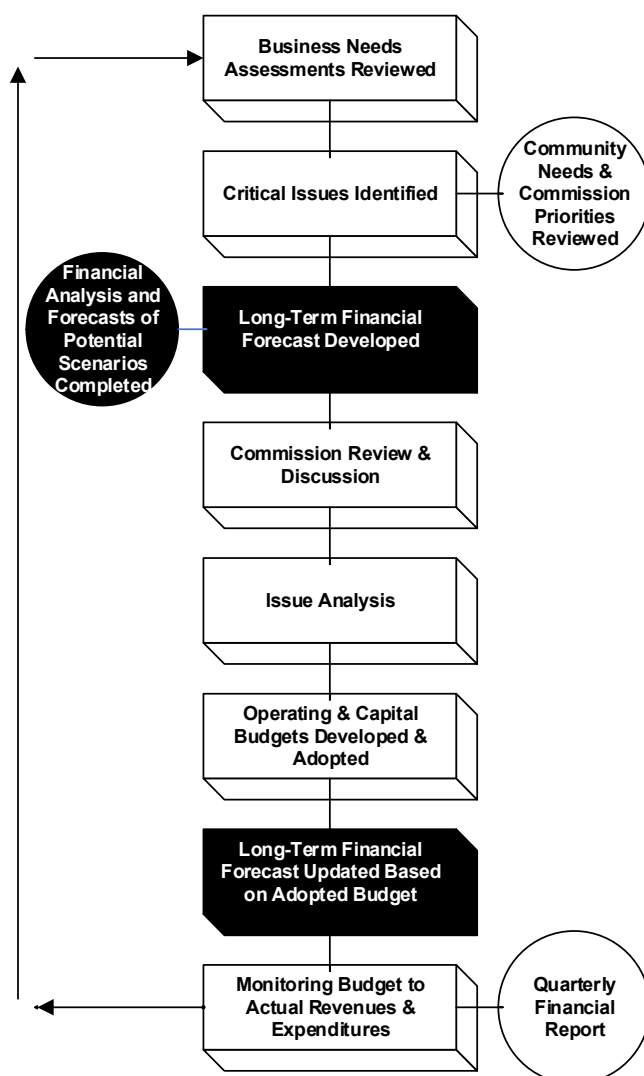 Business Needs
Assessments Reviewed
Critical Issues Identified
Community
Needs &
Commission
Priorities
Reviewed
Financial
Analysis and
Forecasts of
Potential
Scenarios
Completed
Long-Term Financial
Forecast Developed
Commission Review &
Discussion
Issue Analysis
Operating & Capital
Budgets Developed &
Adopted
Long-Term Financial
Forecast Updated Based
on Adopted Budget
Monitoring Budget to
Actual Revenues &
Expenditures
Quarterly
Financial
Report